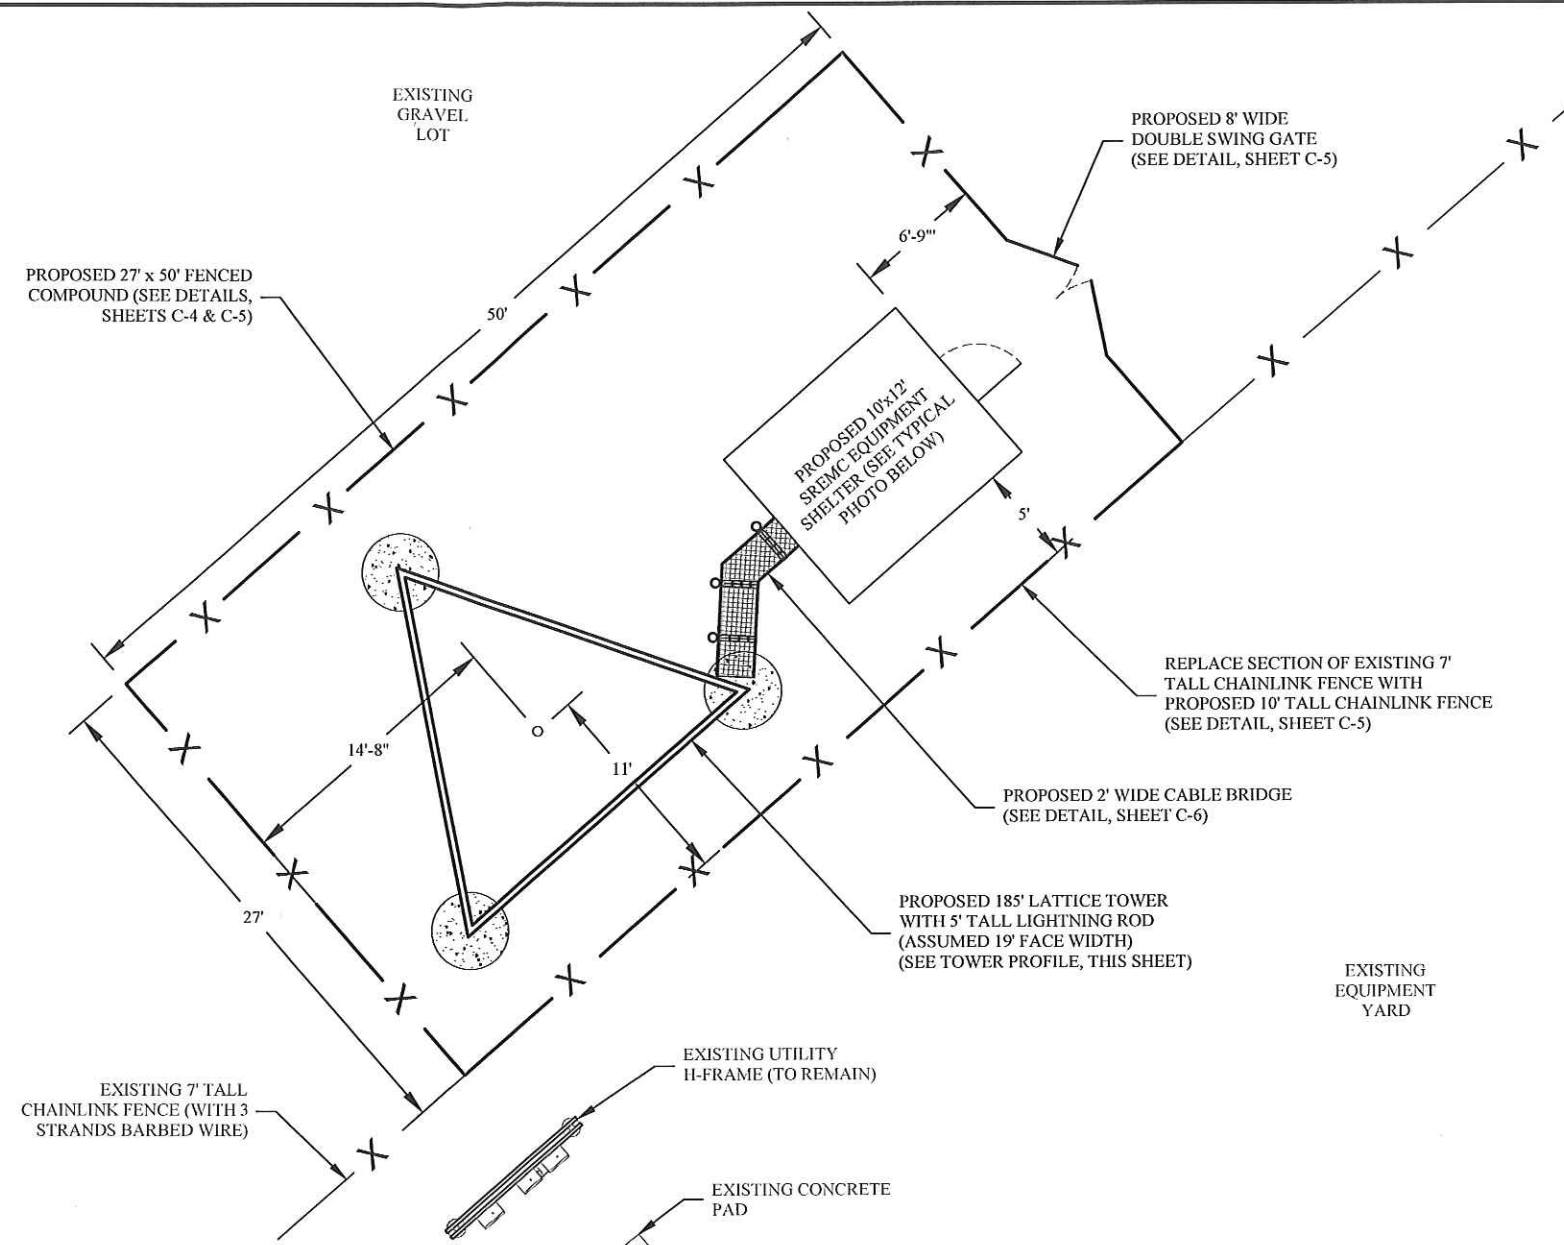 EXISTING
GRAVEL
LOT
PROPOSED 8' WIDE
DOUBLE SWING GATE
(SEE DETAIL, SHEET C-5)
6'-9"'
PROPOSED 27' x 50' FENCED
COMPOUND (SEE DETAILS,
SHEETS C-4 & C-5)
50'
PROPOSED 10'x12'
SREMC EQUIPMENT
SHELTER (SEE TYPICAL
PHOTO BELOW)
5'
REPLACE SECTION OF EXISTING 7'
TALL CHAINLINK FENCE WITH
PROPOSED 10' TALL CHAINLINK FENCE
(SEE DETAIL, SHEET C-5)
14'-8"
11'
PROPOSED 2' WIDE CABLE BRIDGE
(SEE DETAIL, SHEET C-6)
27'
PROPOSED 185' LATTICE TOWER
WITH 5' TALL LIGHTNING ROD
(ASSUMED 19' FACE WIDTH)
(SEE TOWER PROFILE, THIS SHEET)
EXISTING
EQUIPMENT
YARD
EXISTING UTILITY
H-FRAME (TO REMAIN)
EXISTING 7' TALL
CHAINLINK FENCE (WITH 3
STRANDS BARBED WIRE)
EXISTING CONCRETE
PAD